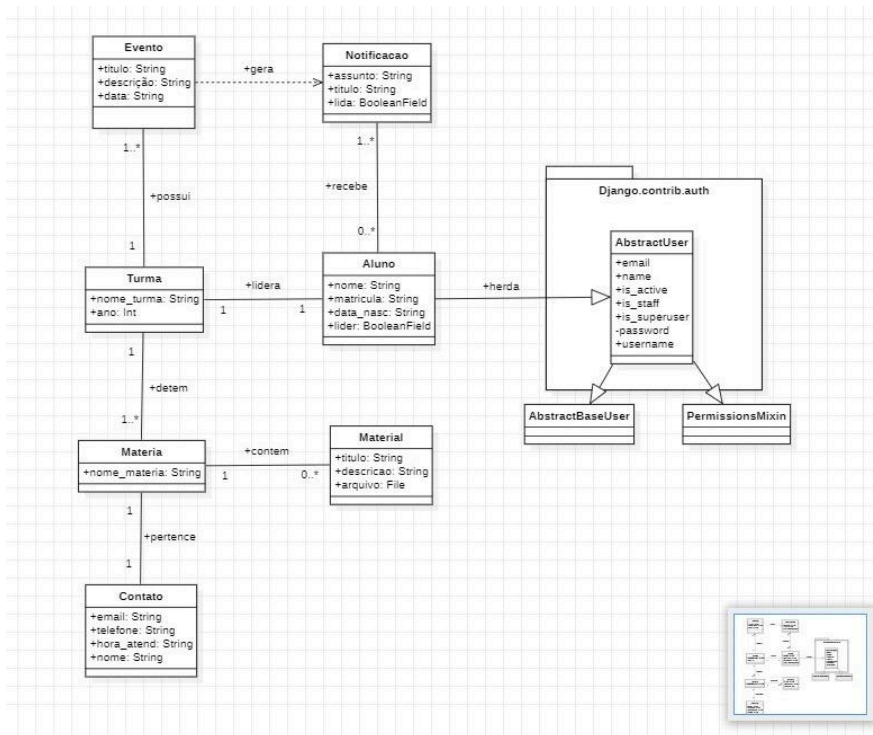 Evento
+titulo: String
+descrição: String
+data: String
+gera
Notificacao
+assunto: String
+titulo: String
+lida: BooleanField
1..*
+possui
1
1..*
+recebe
0..*
Django.contrib.auth
AbstractUser
+email
+name
+is_active
+is_staff
+is_superuser
-password
+username
Turma
+nome_turma: String
+ano: Int
+lidera
1
1
Aluno
+nome: String
+matricula: String
+data_nasc: String
+lider: BooleanField
+herda
AbstractBaseUser
PermissionsMixin
1
+detem
1..*
Materia
+nome_materia: String
+contem
1
0..*
Material
+titulo: String
+descricao: String
+arquivo: File
1
+pertence
1
Contato
+email: String
+telefone: String
+hora_atend: String
+nome: String